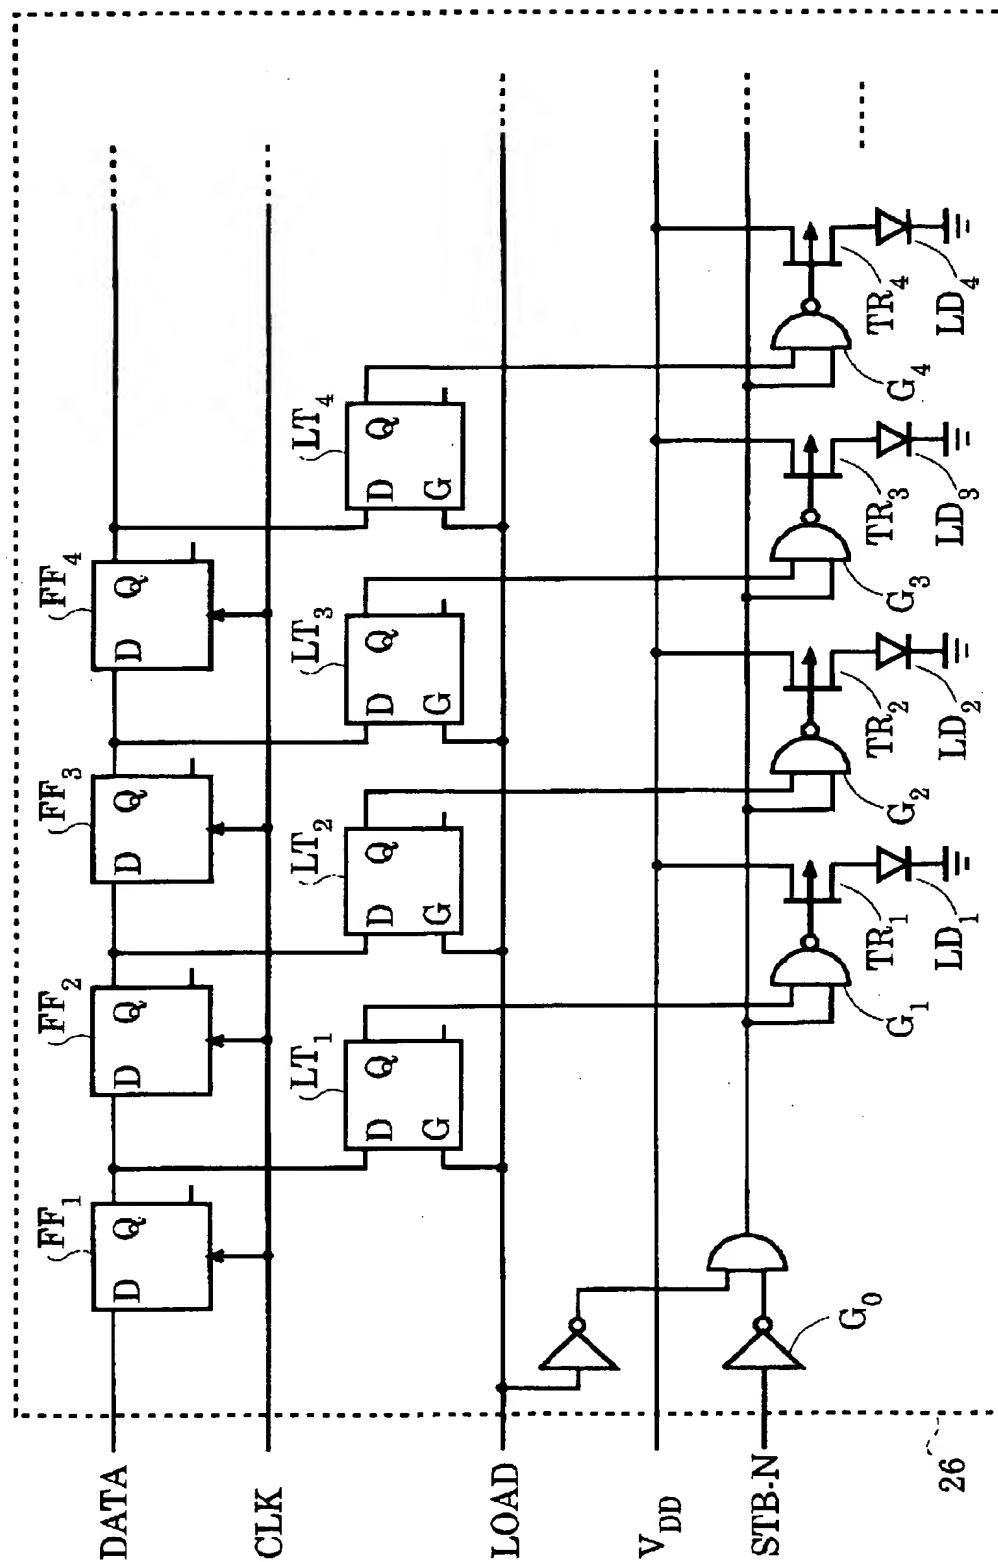 DATA
CLK
LOAD
V_DD
STB-N
26
FF₁
D Q
FF₂
D Q
FF₃
D Q
FF₄
D Q
LT₁
D Q
G
LT₂
D Q
G
LT₃
D Q
G
LT₄
D Q
G
G₀
G₁
TR₁
LD₁
G₂
TR₂
LD₂
G₃
TR₃
LD₃
G₄
TR₄
LD₄